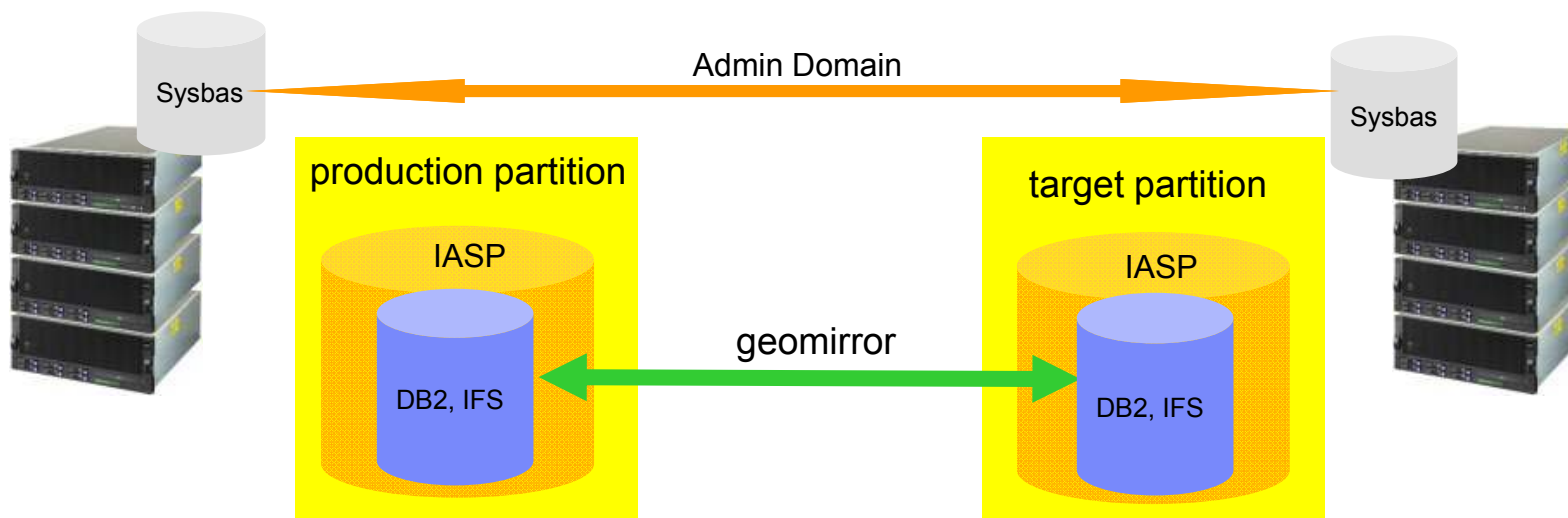 Admin Domain
Sysbas
Sysbas
production partition
target partition
IASP
IASP
geomirror
DB2, IFS
DB2, IFS